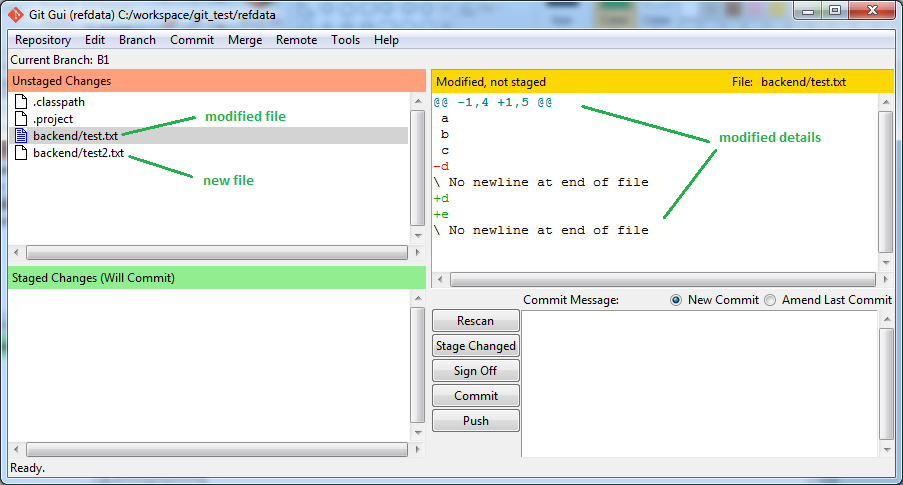 Git Gui (refdata) C:/workspace/git_test/refdata
Repository Edit Branch Commit Merge Remote Tools Help
Current Branch: B1
Unstaged Changes
.classpath
.project
backend/test.txt
backend/test2.txt
modified file
new file
Modified, not staged File: backend/test.txt
@@ -1,4 +1,5 @@
a
b
c
-d
\ No newline at end of file
+d
+e
\ No newline at end of file
modified details
Staged Changes (Will Commit)
Commit Message: New Commit Amend Last Commit
Rescan
Stage Changed
Sign Off
Commit
Push
Ready.